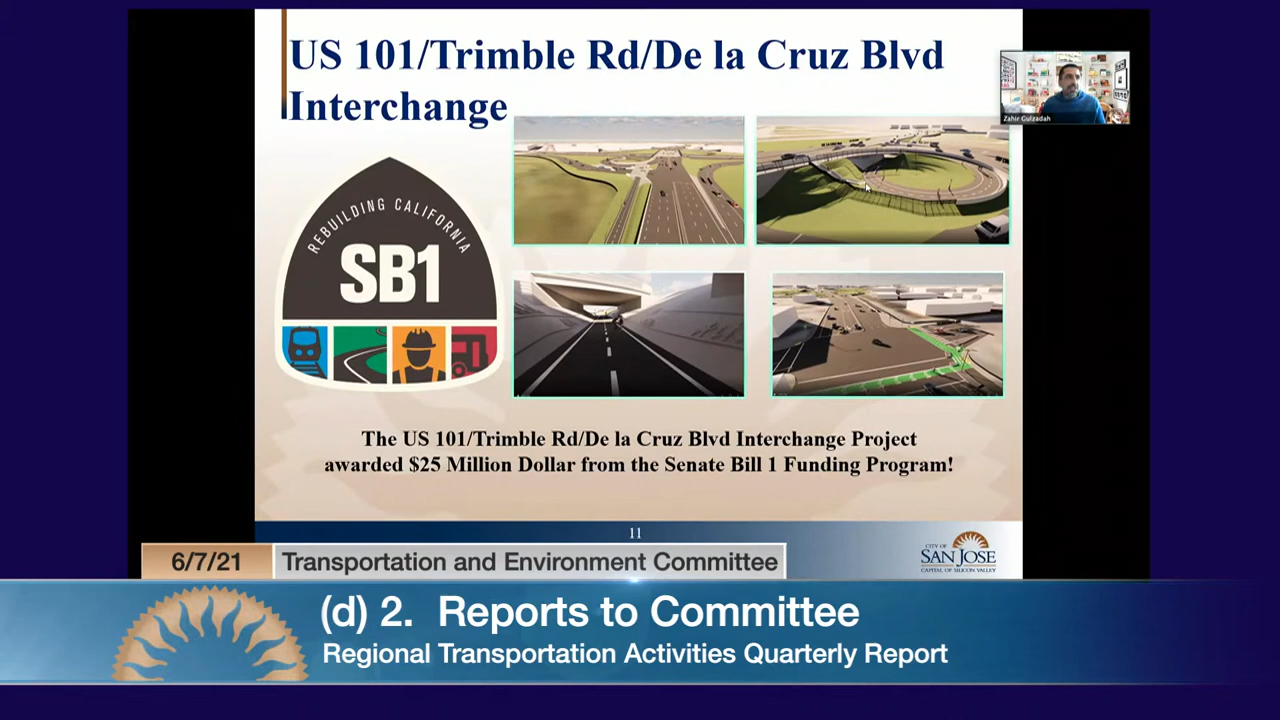 US 101/Trimble Rd/De la Cruz Blvd
Interchange
Zahir Gulzadah
REBUILDING CALIFORNIA
SB1
The US 101/Trimble Rd/De la Cruz Blvd Interchange Project
awarded $25 Million Dollar from the Senate Bill 1 Funding Program!
11
CITY OF
SAN JOSE
CAPITAL OF SILICON VALLEY
6/7/21 Transportation and Environment Committee
(d) 2. Reports to Committee
Regional Transportation Activities Quarterly Report